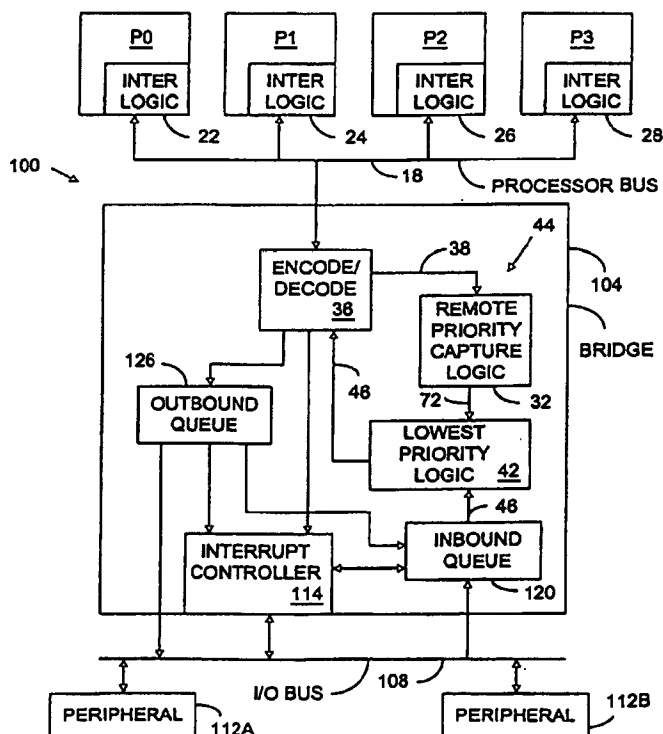 P0
P1
P2
P3
INTER
LOGIC
INTER
LOGIC
INTER
LOGIC
INTER
LOGIC
22
24
26
28
100
18
PROCESSOR BUS
44
ENCODE/
DECODE
36
38
104
BRIDGE
REMOTE
PRIORITY
CAPTURE
LOGIC
126
46
72
32
OUTBOUND
QUEUE
LOWEST
PRIORITY
LOGIC
42
46
INTERRUPT
CONTROLLER
114
INBOUND
QUEUE
120
I/O BUS
108
PERIPHERAL
112A
PERIPHERAL
112B